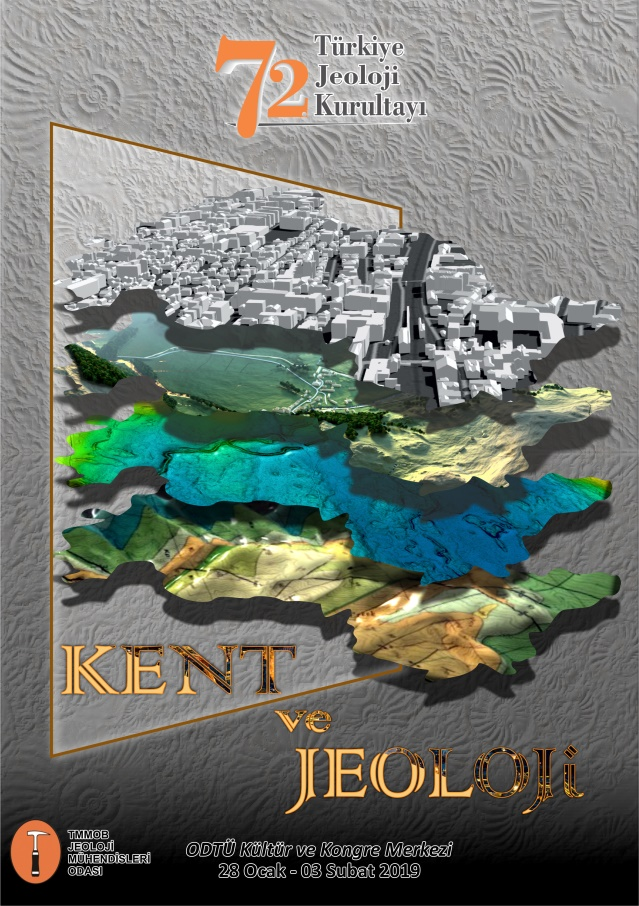 72 Türkiye
Jeoloji
Kurultayı
KENT
ve
JEOLOJi
TMMOB
JEOLOJİ
MÜHENDİSLERİ
ODASI
ODTÜ Kültür ve Kongre Merkezi
28 Ocak - 03 Subat 2019